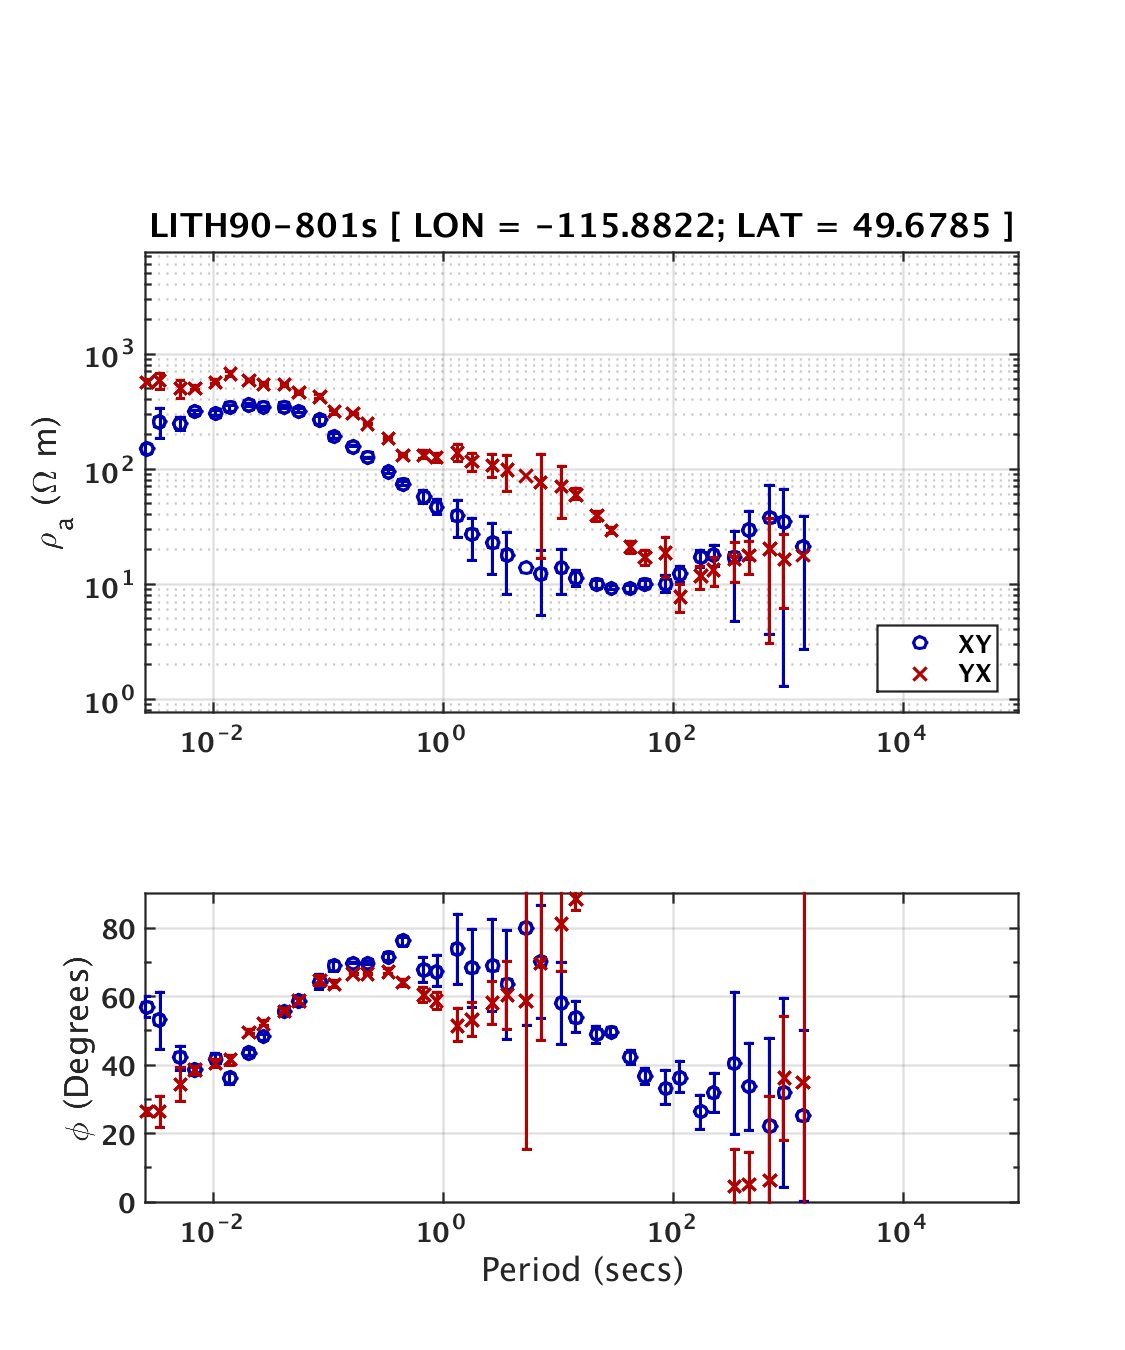 LITH90-801s [ LON = -115.8822; LAT = 49.6785 ]
ρa (Ω m)
10^3
10^2
10^1
10^0
10^-2 10^0 10^2 10^4
XY
YX
ϕ (Degrees)
80
60
40
20
0
10^-2 10^0 10^2 10^4
Period (secs)